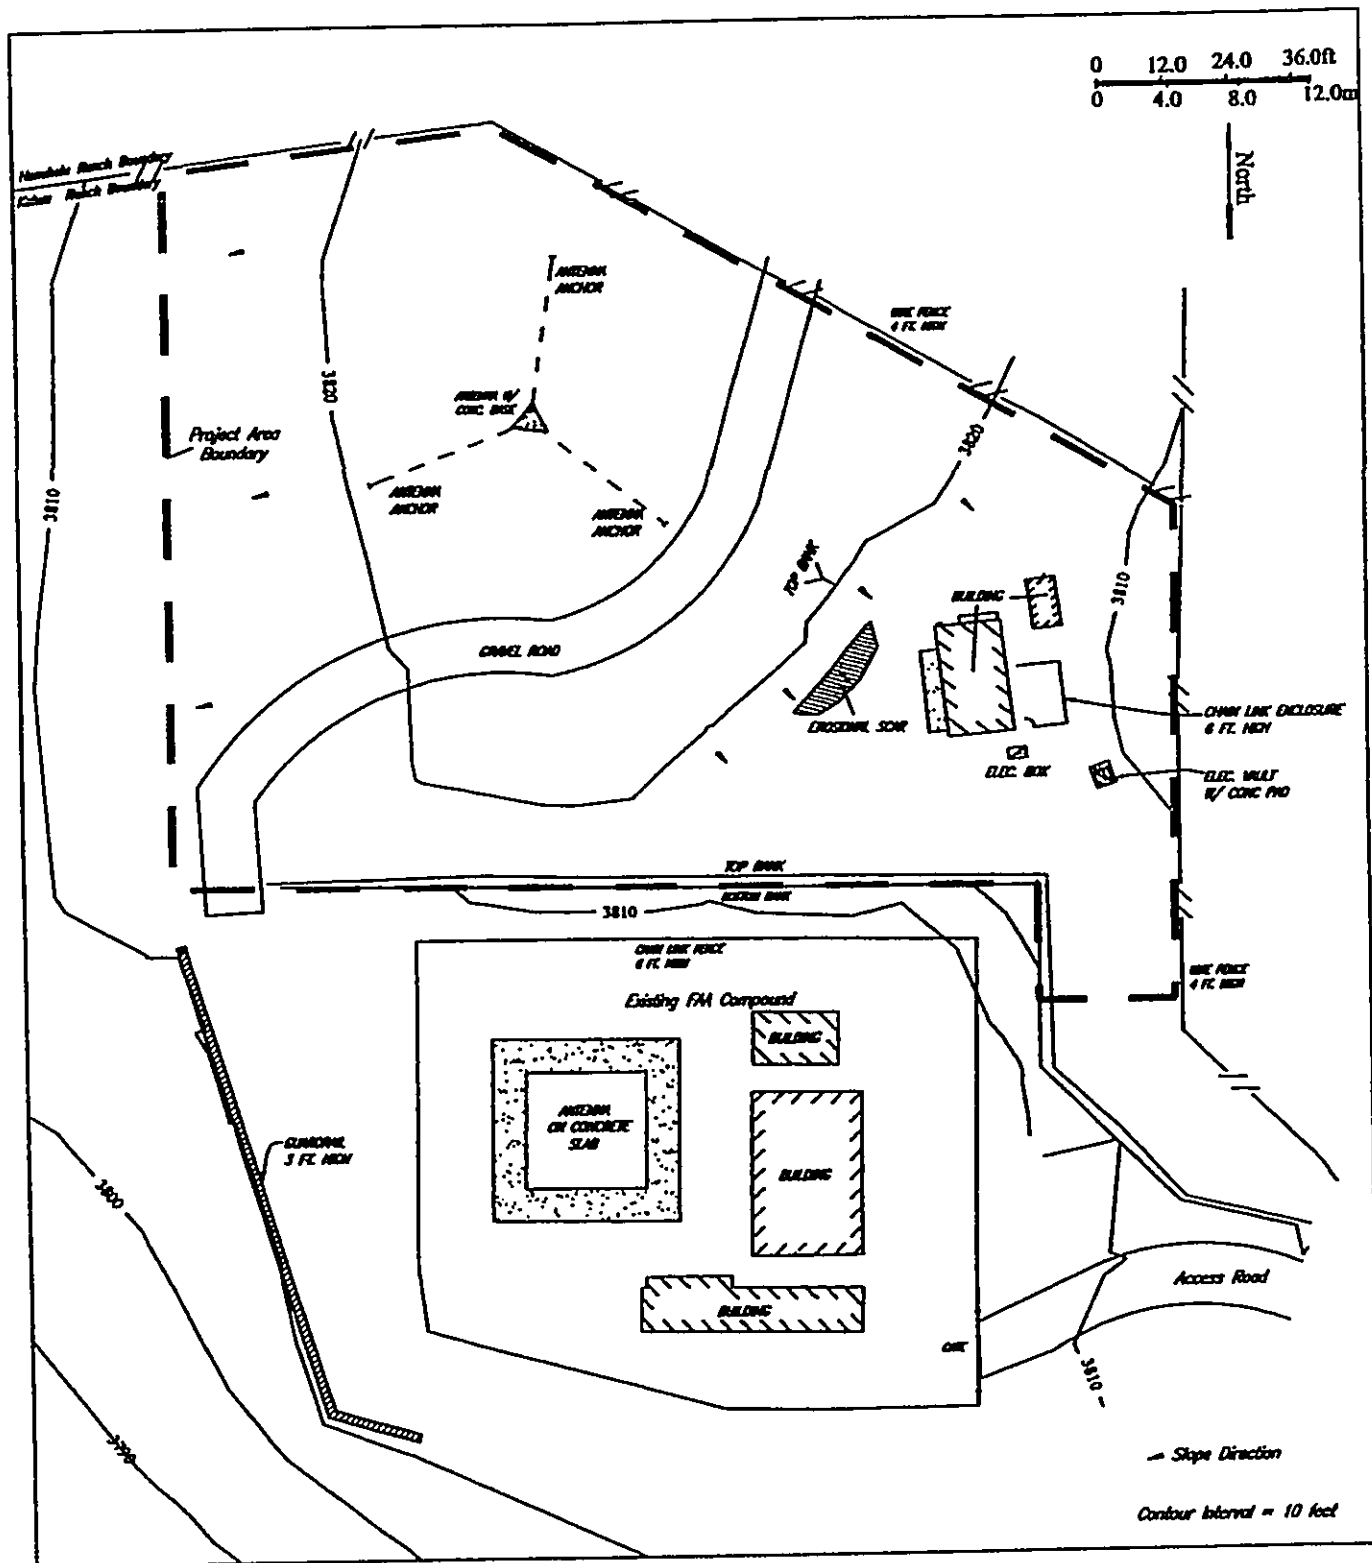 0 12.0 24.0 36.0ft
0 4.0 8.0 12.0m
North
Ranch Boundary
Ranch Boundary
ANTENNA
ANCHOR
WIRE FENCE
4 FT. HIGH
3820
ANTENNA W/
CONC. BASE
3820
Project Area
Boundary
ANTENNA
ANCHOR
ANTENNA
ANCHOR
3810
TOP BANK
BUILDING
3810
GRAVEL ROAD
EROSIONAL SCAR
CHAIN LINK ENCLOSURE
6 FT. HIGH
ELEC. BOX
ELEC. VAULT
W/ CONC PAD
TOP BANK
BOTTOM BANK
3810
CHAIN LINK FENCE
6 FT. HIGH
WIRE FENCE
4 FT. HIGH
Existing FAA Compound
BUILDING
ANTENNA
ON CONCRETE
SLAB
GUARDRAIL
3 FT. HIGH
BUILDING
3800
Access Road
BUILDING
GATE
3810
3790
Slope Direction
Contour Interval = 10 feet